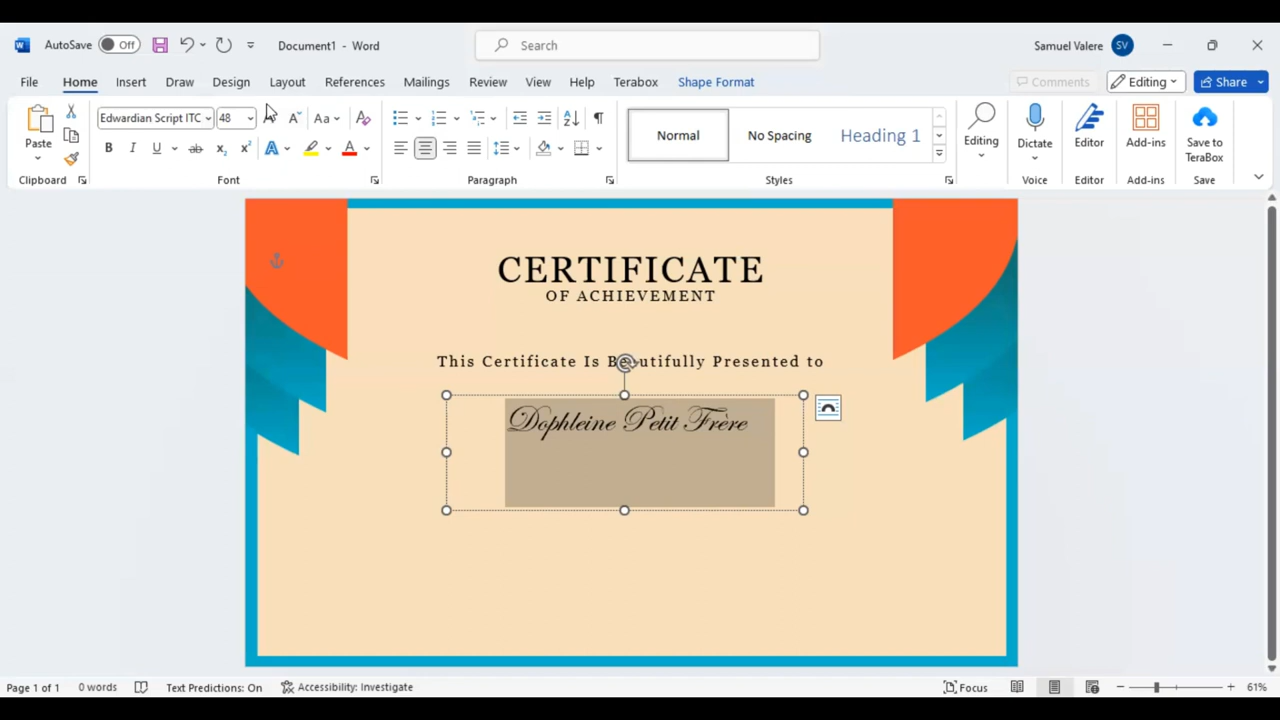 AutoSave Off Document1 - Word Search Samuel Valere SV
File Home Insert Draw Design Layout References Mailings Review View Help Terabox Shape Format Comments Editing Share
Edwardian Script ITC 48 Aa Normal No Spacing Heading 1
Paste Editing Dictate Editor Add-ins Save to TeraBox
Clipboard Font Paragraph Styles Voice Editor Add-ins Save
CERTIFICATE
OF ACHIEVEMENT
This Certificate Is Beautifully Presented to
Dophleine Petit Frère
Page 1 of 1 0 words Text Predictions: On Accessibility: Investigate Focus 61%